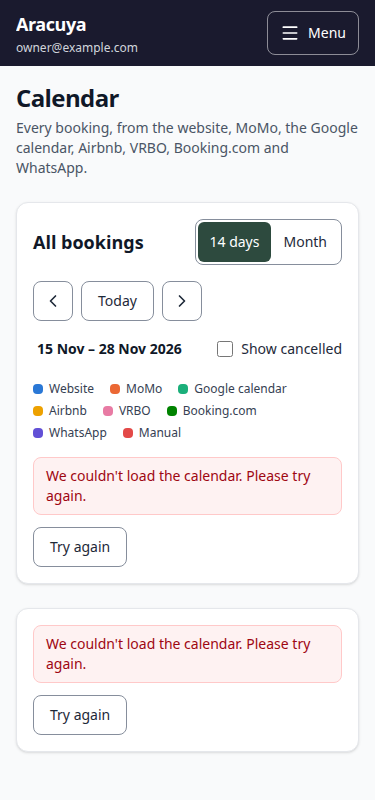 Aracuya
owner@example.com
Menu
Calendar
Every booking, from the website, MoMo, the Google
calendar, Airbnb, VRBO, Booking.com and
WhatsApp.
All bookings
14 days
Month
Today
15 Nov – 28 Nov 2026
Show cancelled
Website
MoMo
Google calendar
Airbnb
VRBO
Booking.com
WhatsApp
Manual
We couldn't load the calendar. Please try
again.
Try again
We couldn't load the calendar. Please try
again.
Try again